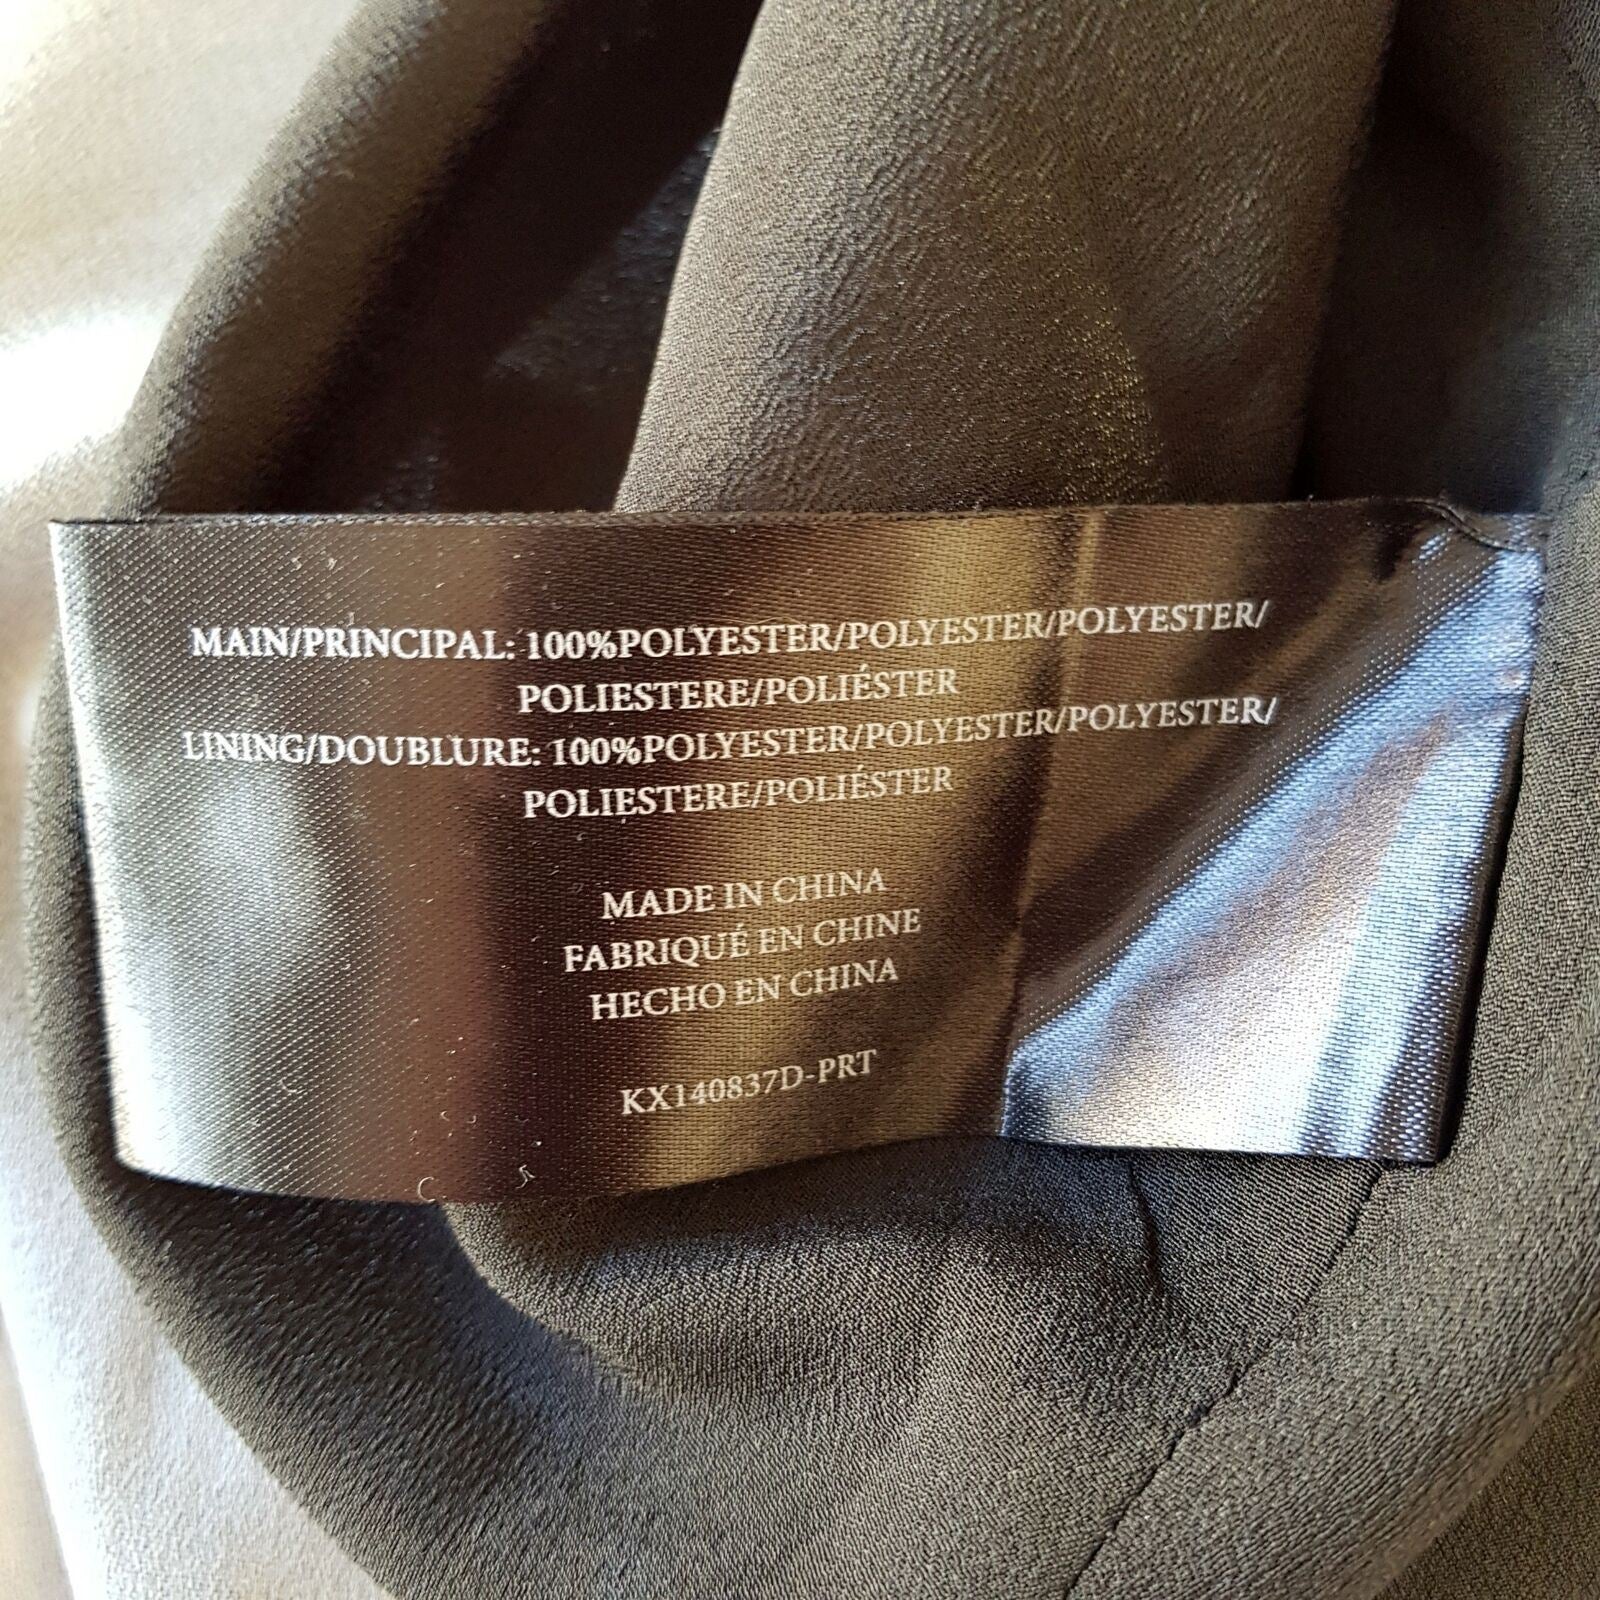 MAIN/PRINCIPAL: 100%POLYESTER/POLYESTER/POLYESTER/
POLIESTERE/POLIÉSTER
LINING/DOUBLURE: 100%POLYESTER/POLYESTER/POLYESTER/
POLIESTERE/POLIÉSTER
MADE IN CHINA
FABRIQUÉ EN CHINE
HECHO EN CHINA
KX140837D-PRT